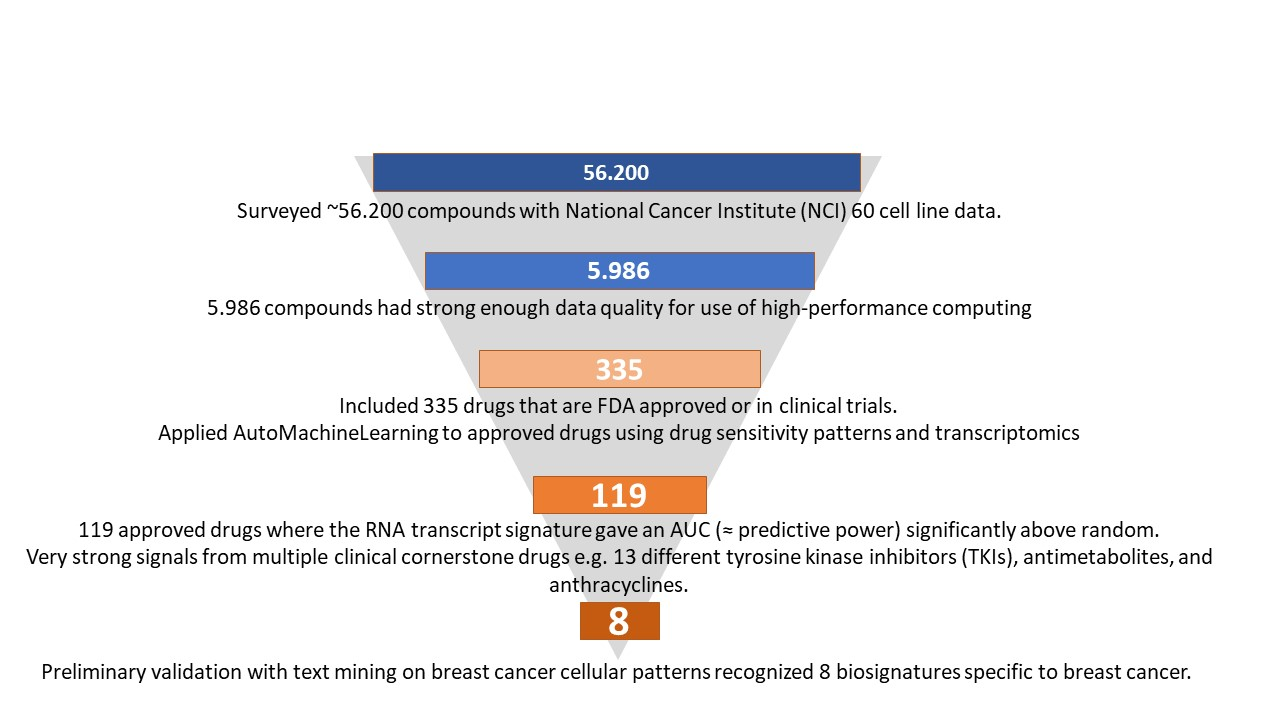 56.200
Surveyed ~56.200 compounds with National Cancer Institute (NCI) 60 cell line data.
5.986
5.986 compounds had strong enough data quality for use of high-performance computing
335
Included 335 drugs that are FDA approved or in clinical trials.
Applied AutoMachineLearning to approved drugs using drug sensitivity patterns and transcriptomics
119
119 approved drugs where the RNA transcript signature gave an AUC (≈ predictive power) significantly above random.
Very strong signals from multiple clinical cornerstone drugs e.g. 13 different tyrosine kinase inhibitors (TKIs), antimetabolites, and
anthracyclines.
8
Preliminary validation with text mining on breast cancer cellular patterns recognized 8 biosignatures specific to breast cancer.